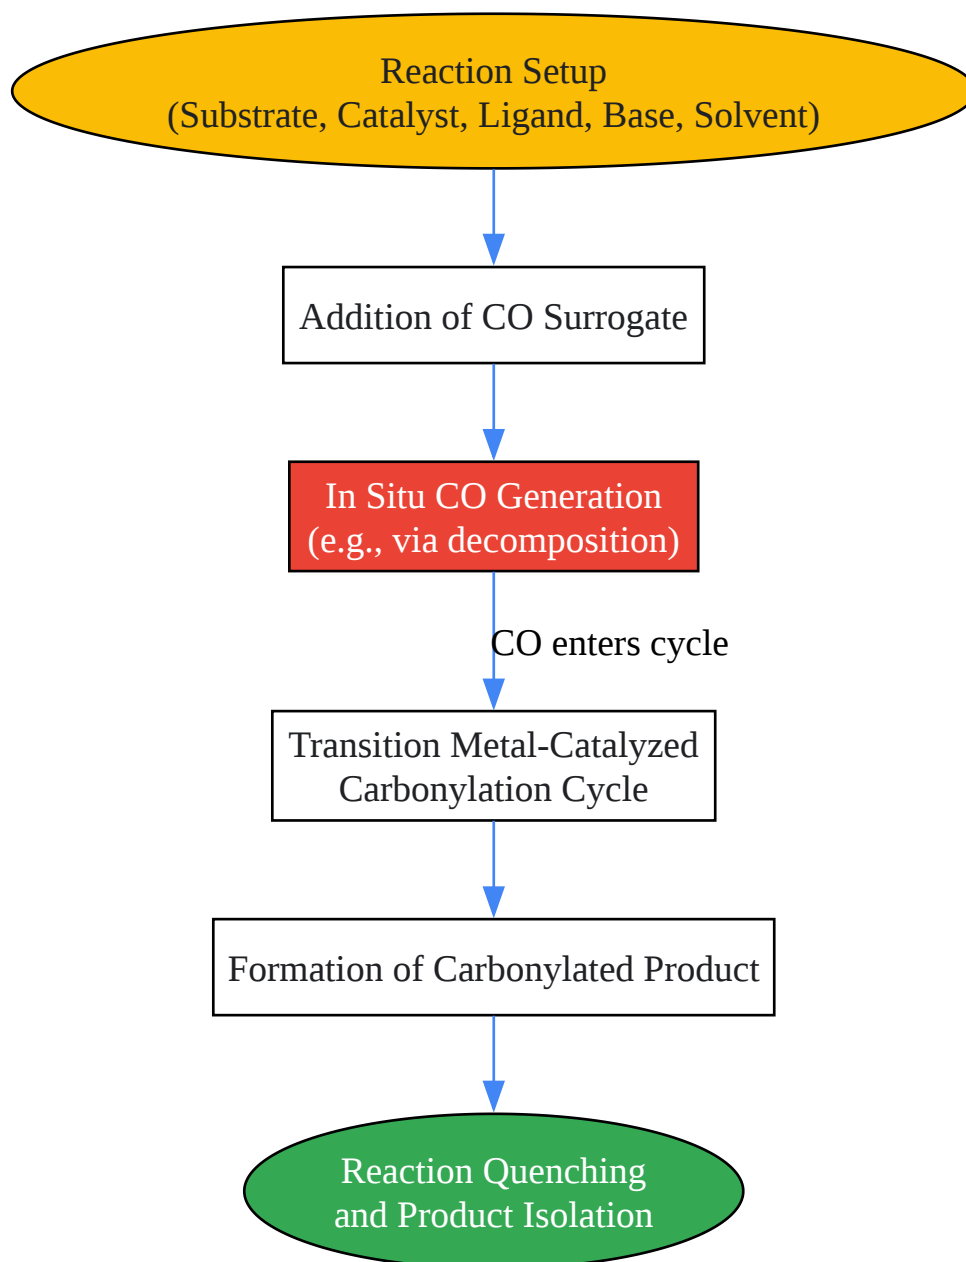 Reaction Setup
(Substrate, Catalyst, Ligand, Base, Solvent)
Addition of CO Surrogate
In Situ CO Generation
(e.g., via decomposition)
CO enters cycle
Transition Metal-Catalyzed
Carbonylation Cycle
Formation of Carbonylated Product
Reaction Quenching
and Product Isolation